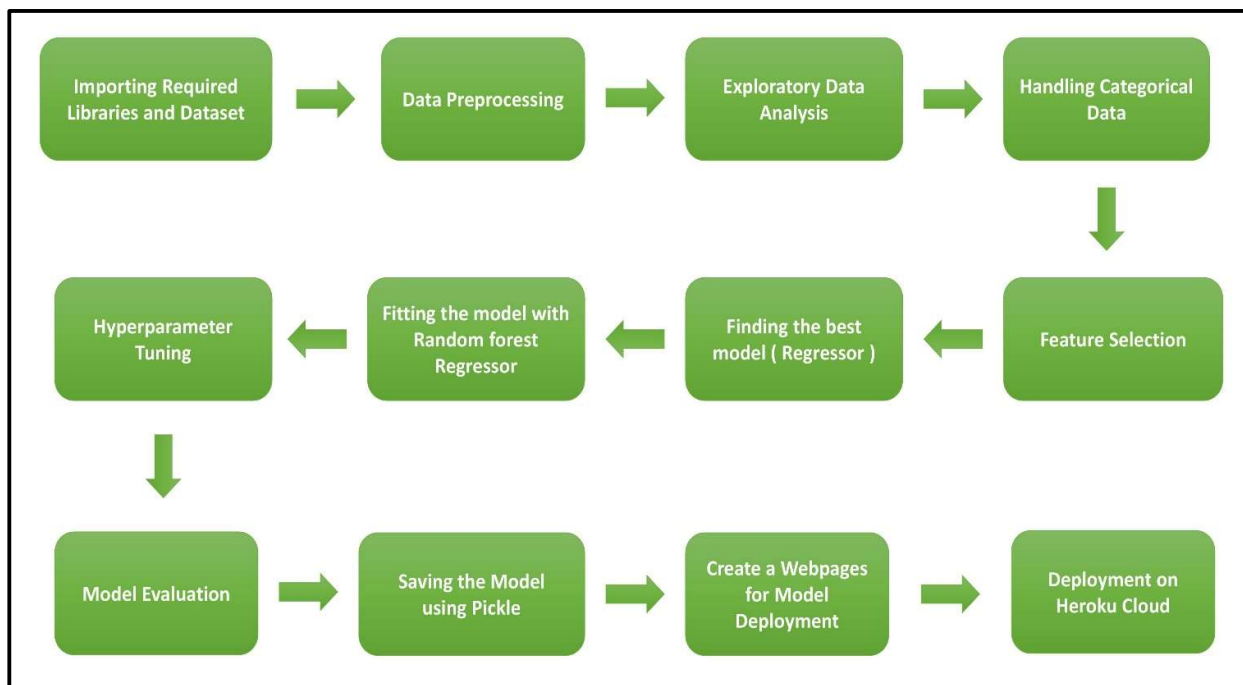 Importing Required
Libraries and Dataset
Data Preprocessing
Exploratory Data
Analysis
Handling Categorical
Data
Feature Selection
Finding the best
model ( Regressor )
Fitting the model with
Random forest
Regressor
Hyperparameter
Tuning
Model Evaluation
Saving the Model
using Pickle
Create a Webpages
for Model
Deployment
Deployment on
Heroku Cloud